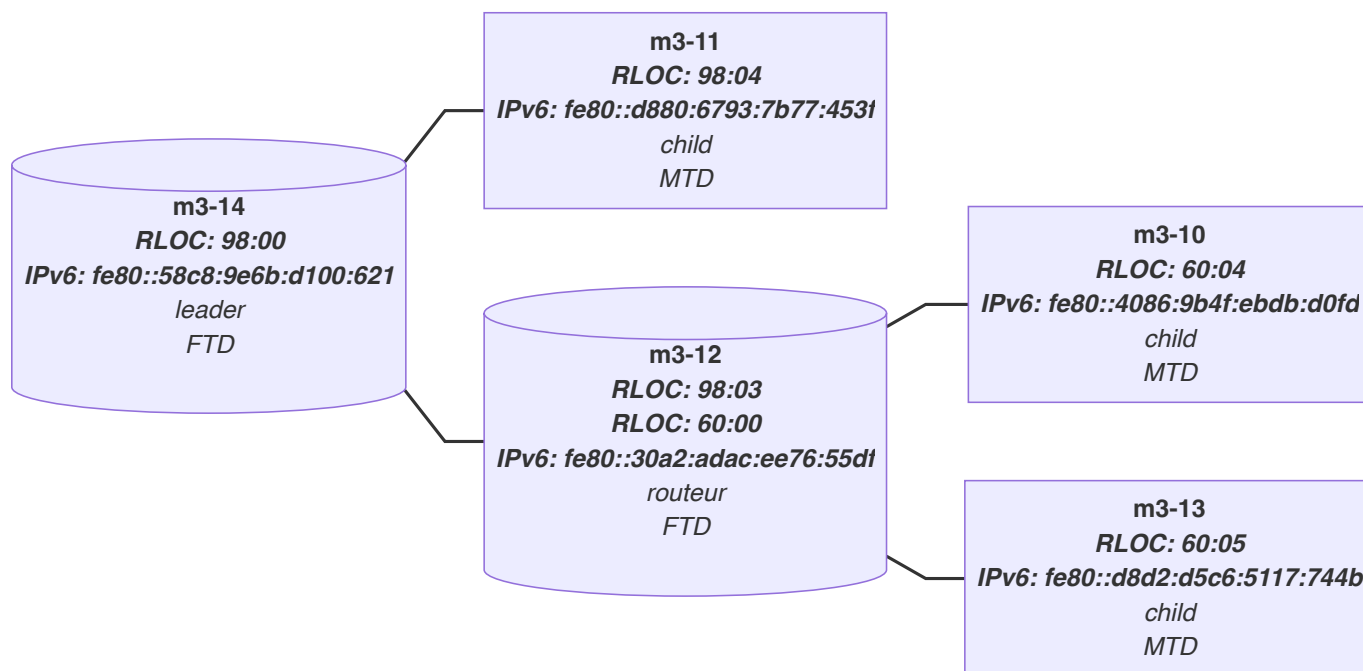 m3-11
RLOC: 98:04
IPv6: fe80::d880:6793:7b77:453f
child
MTD
m3-14
RLOC: 98:00
IPv6: fe80::58c8:9e6b:d100:621
leader
FTD
m3-12
RLOC: 98:03
RLOC: 60:00
IPv6: fe80::30a2:adac:ee76:55df
routeur
FTD
m3-10
RLOC: 60:04
IPv6: fe80::4086:9b4f:ebdb:d0fd
child
MTD
m3-13
RLOC: 60:05
IPv6: fe80::d8d2:d5c6:5117:744b
child
MTD